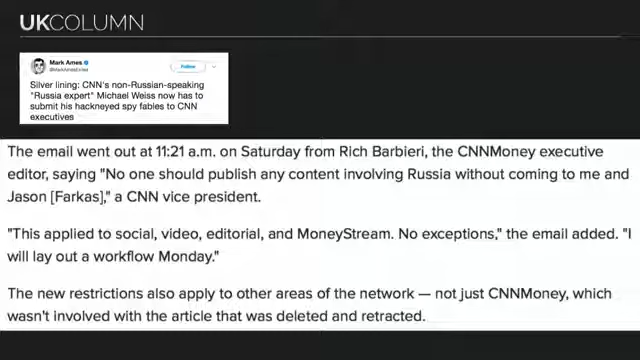 UKCOLUMN
Mark Ames
@MarkAmesExiled
Follow
Silver lining: CNN's non-Russian-speaking
"Russia expert" Michael Weiss now has to
submit his hackneyed spy fables to CNN
executives
The email went out at 11:21 a.m. on Saturday from Rich Barbieri, the CNNMoney executive
editor, saying "No one should publish any content involving Russia without coming to me and
Jason [Farkas]," a CNN vice president.
"This applied to social, video, editorial, and MoneyStream. No exceptions," the email added. "I
will lay out a workflow Monday."
The new restrictions also apply to other areas of the network — not just CNNMoney, which
wasn't involved with the article that was deleted and retracted.